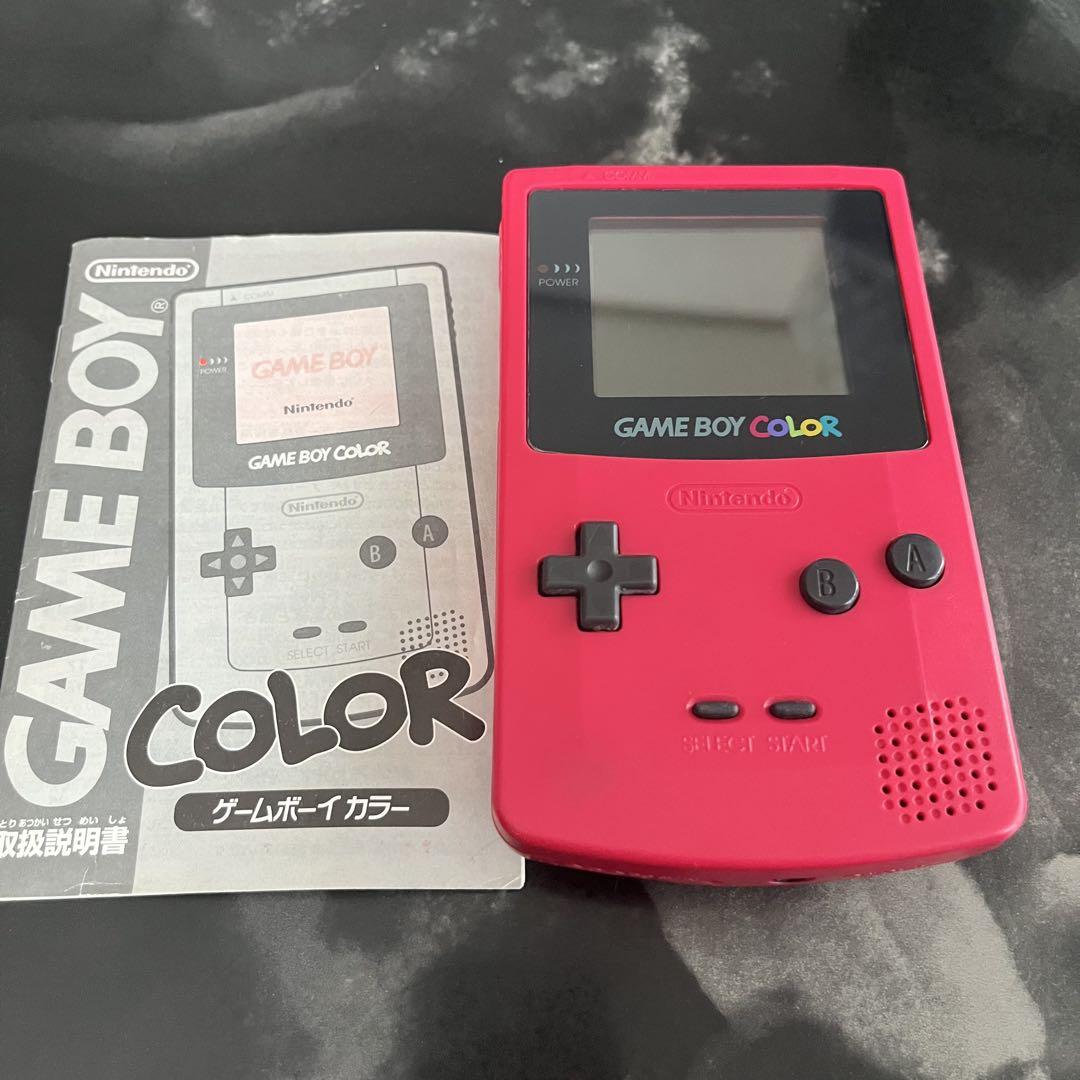 Nintendo®
GAME BOY®
COMM
POWER
GAME BOY
Nintendo®
GAME BOY COLOR
Nintendo®
B
A
SELECT START
COLOR
ゲームボーイ カラー
とりあつかい せつ めい しょ
取扱説明書
COMM
POWER
GAME BOY COLOR
Nintendo®
B
A
SELECT START